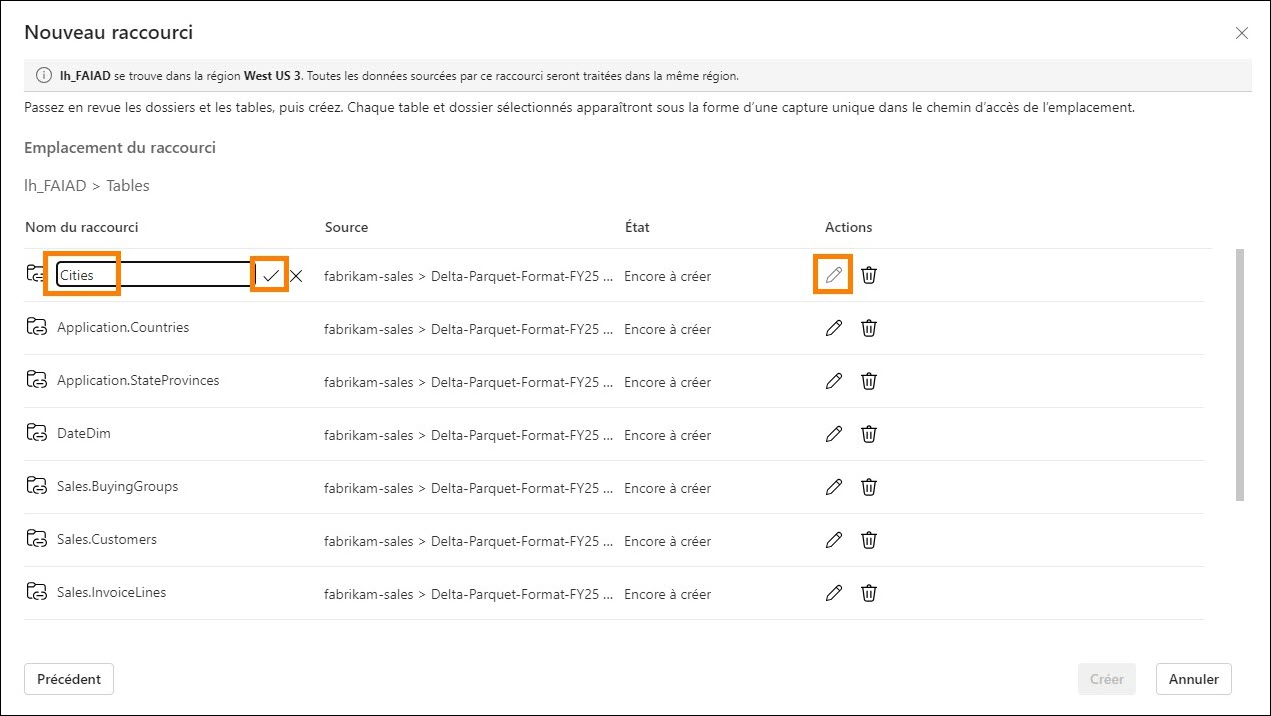 Nouveau raccourci
lh_FAIAD se trouve dans la région West US 3. Toutes les données sourcées par ce raccourci seront traitées dans la même région.
Passez en revue les dossiers et les tables, puis créez. Chaque table et dossier sélectionnés apparaîtront sous la forme d’une capture unique dans le chemin d’accès de l’emplacement.
Emplacement du raccourci
lh_FAIAD > Tables
Nom du raccourci Source État Actions
Cities fabrikam-sales > Delta-Parquet-Format-FY25 ... Encore à créer
Application.Countries fabrikam-sales > Delta-Parquet-Format-FY25 ... Encore à créer
Application.StateProvinces fabrikam-sales > Delta-Parquet-Format-FY25 ... Encore à créer
DateDim fabrikam-sales > Delta-Parquet-Format-FY25 ... Encore à créer
Sales.BuyingGroups fabrikam-sales > Delta-Parquet-Format-FY25 ... Encore à créer
Sales.Customers fabrikam-sales > Delta-Parquet-Format-FY25 ... Encore à créer
Sales.InvoiceLines fabrikam-sales > Delta-Parquet-Format-FY25 ... Encore à créer
Précédent Créer Annuler